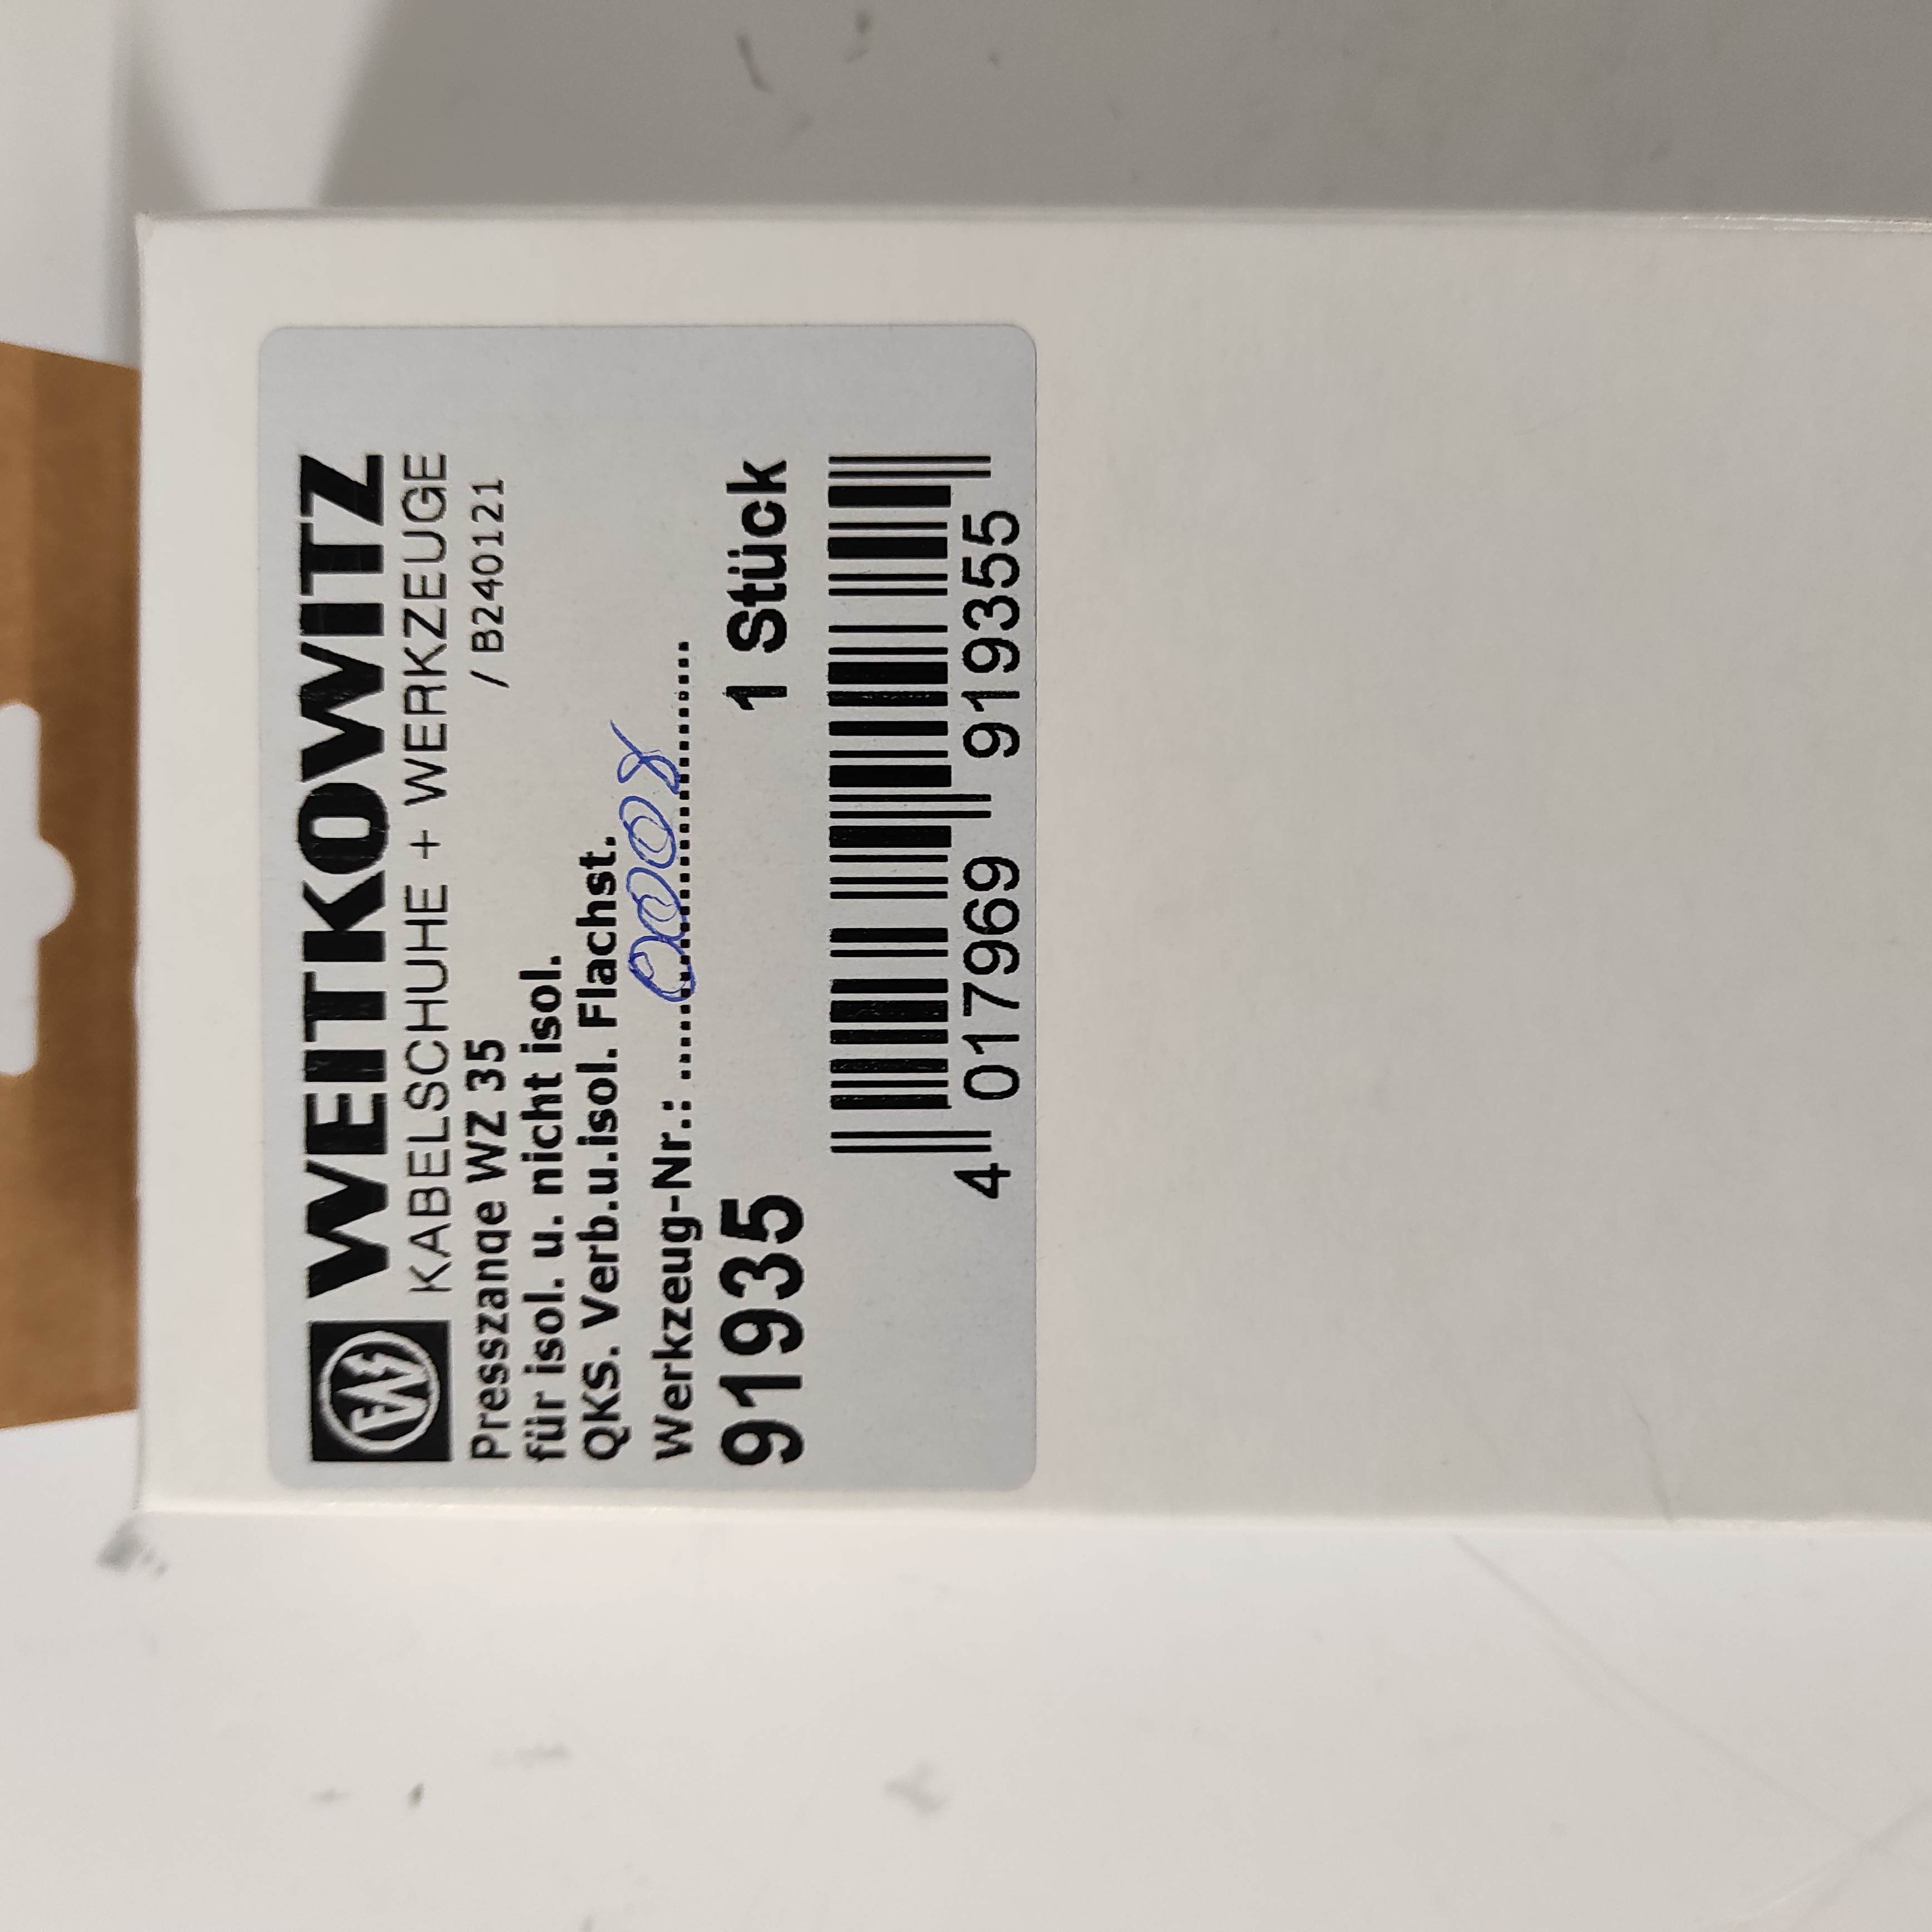 WEITKOWITZ
KABELSCHUHE + WERKZEUGE
Presszange WZ 35 / B240121
für isol. u. nicht isol.
QKS. Verb.u.isol. Flachst.
Werkzeug-Nr.: ................................
91935 1 Stück
4 017969 919355